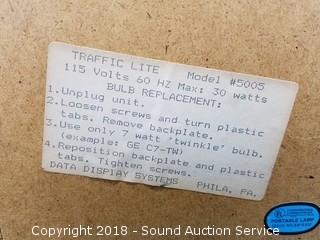 TRAFFIC LITE Model #5005
115 Volts 60 HZ Max: 30 watts
BULB REPLACEMENT:
1. Unplug unit.
2. Loosen screws and turn plastic
tabs. Remove backplate.
3. Use only 7 watt "twinkle" bulb.
(example: GE C7-TW)
4. Reposition backplate and plastic
tabs. Tighten screws.
DATA DISPLAY SYSTEMS PHILA, PA.
PORTABLE LAMP
Copyright 2018 - Sound Auction Service